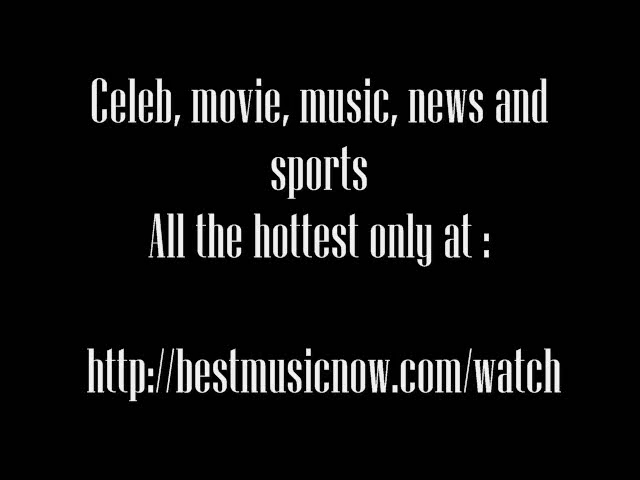 Celeb, movie, music, news and
sports
All the hottest only at :
http://bestmusicnow.com/watch